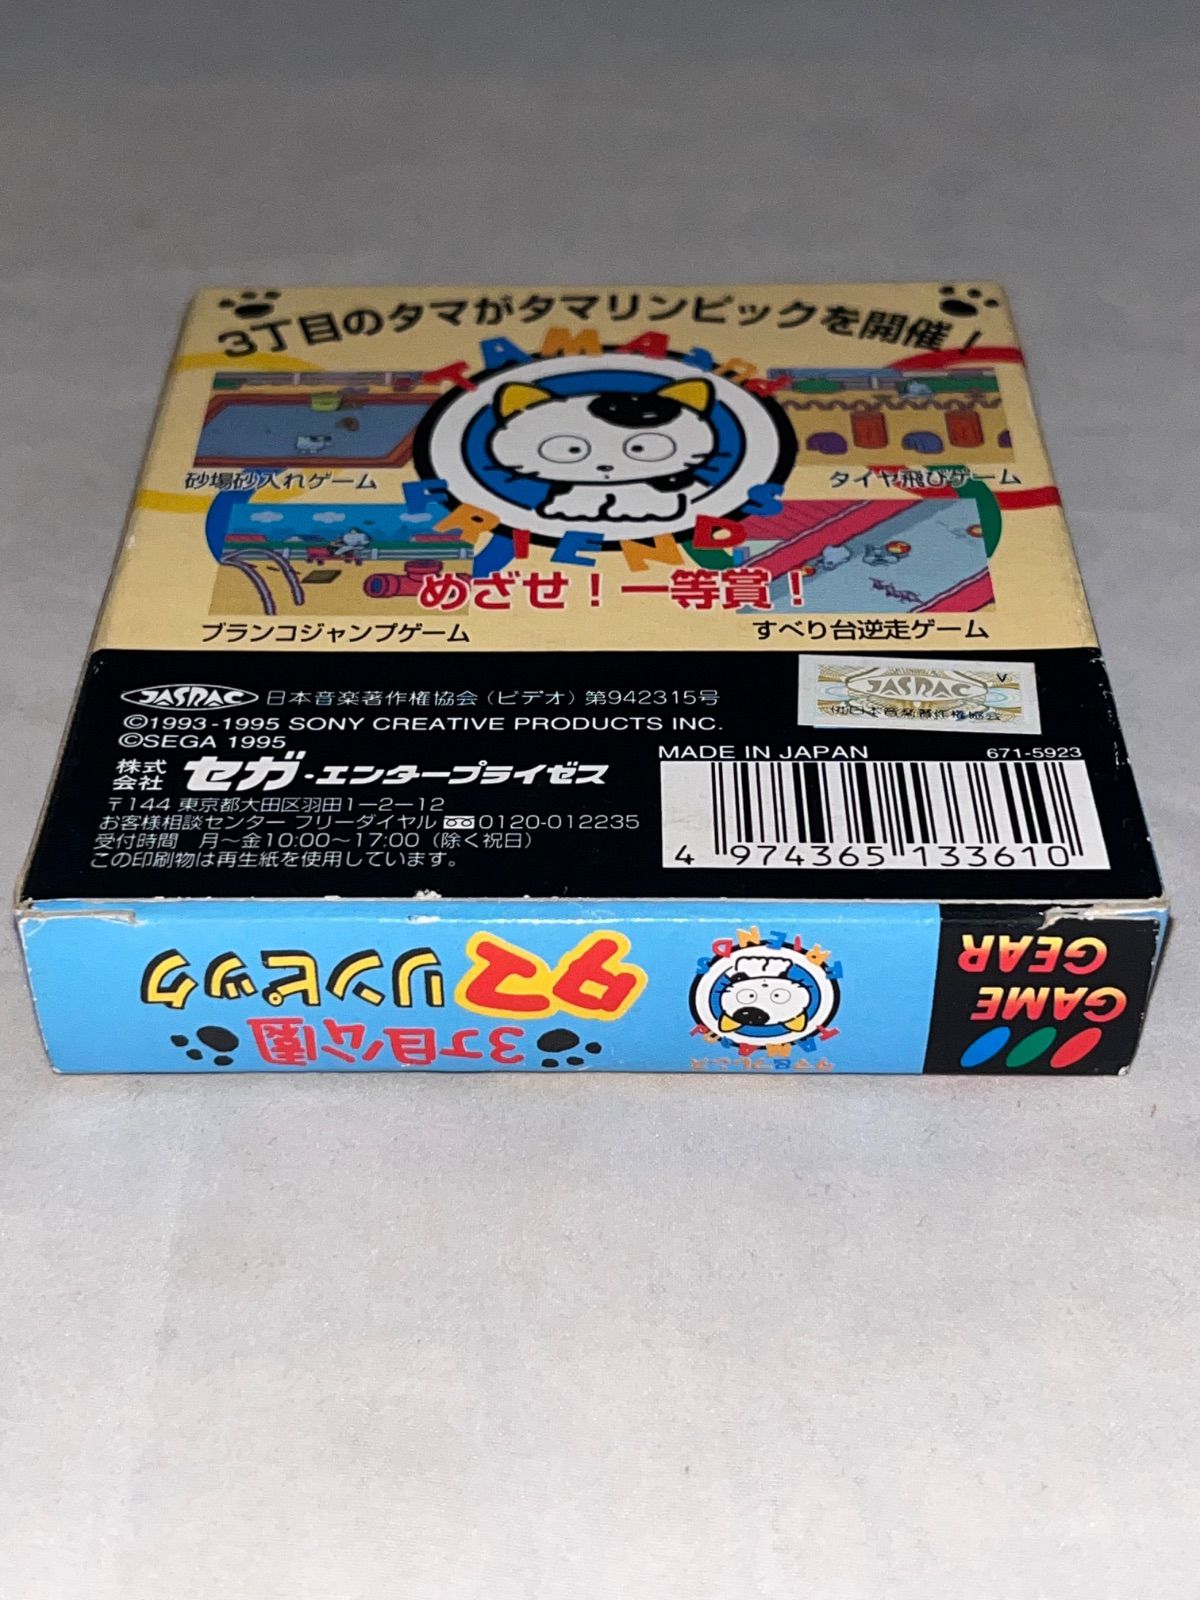 3丁目のタマがタマリンピックを開催!
TAMA and
FRIENDS
砂場砂入れゲーム
タイヤ飛びゲーム
めざせ!一等賞!
ブランコジャンプゲーム
すべり台逆走ゲーム
JASRAC 日本音楽著作権協会(ビデオ)第942315号
JASRAC
V
©1993-1995 SONY CREATIVE PRODUCTS INC.
©SEGA 1995
株式会社 セガ・エンタープライゼス
〒144 東京都大田区羽田1-2-12
お客様相談センター フリーダイヤル 0120-012235
受付時間 月~金10:00~17:00(除く祝日)
この印刷物は再生紙を使用しています。
MADE IN JAPAN 671-5923
4 974365 133610
GAME GEAR
タマ&フレンズ
TAMA and
FRIENDS
3丁目公園
タマリンピック